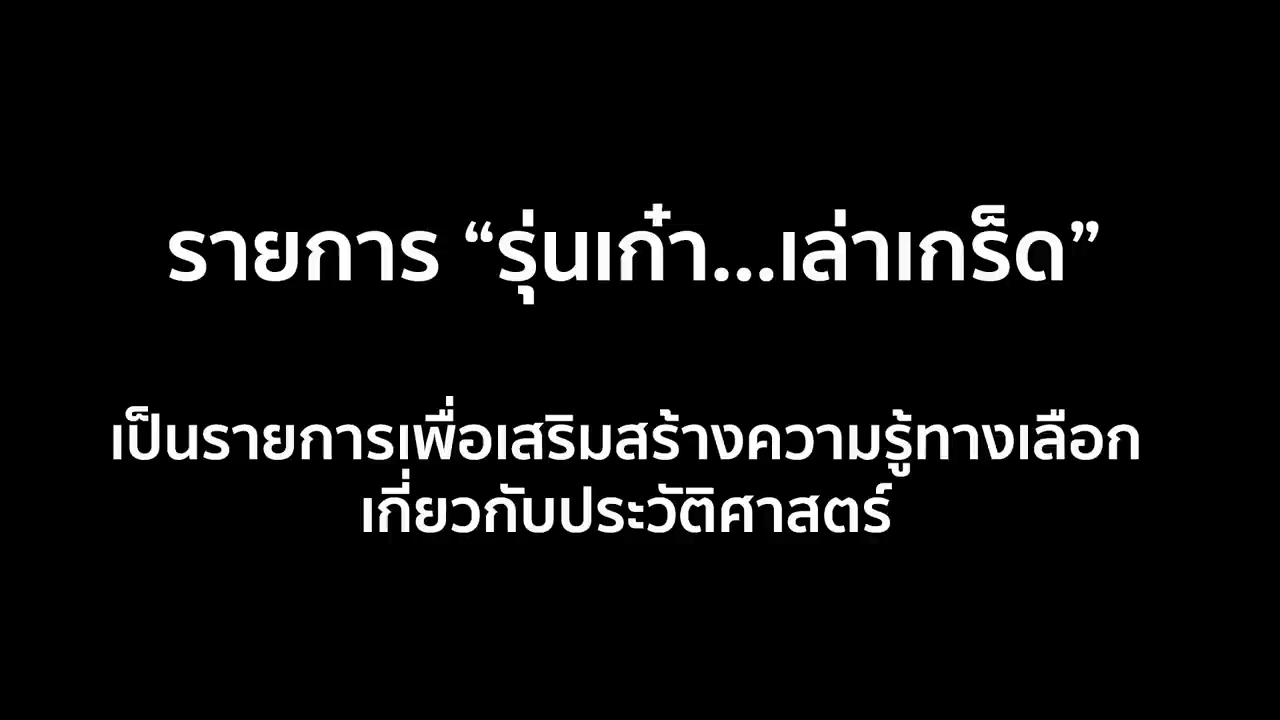 รายการ “รุ่นเก๋า...เล่าเกร็ด”
เป็นรายการเพื่อเสริมสร้างความรู้ทางเลือก
เกี่ยวกับประวัติศาสตร์